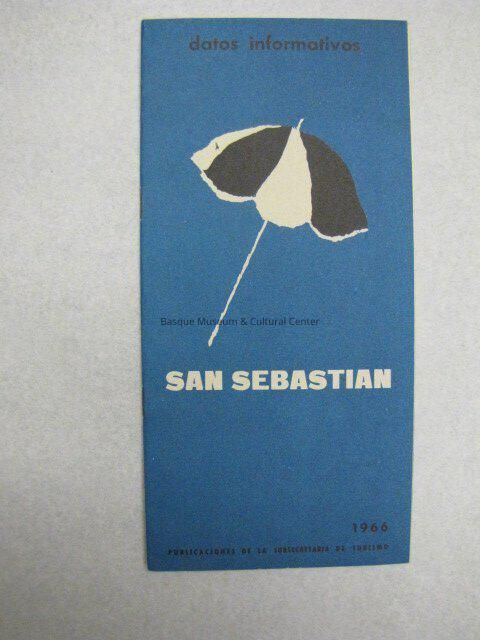 datos informativos
Basque Museum & Cultural Center
SAN SEBASTIAN
1966
PUBLICACIONES DE LA SUBSECRETARIA DE TURISMO